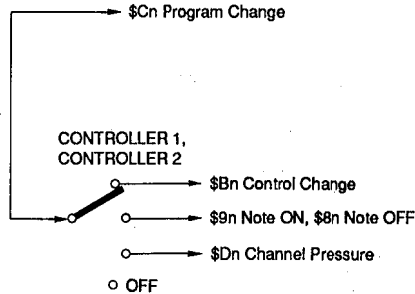 $Cn Program Change
CONTROLLER 1,
CONTROLLER 2
$Bn Control Change
$9n Note ON, $8n Note OFF
$Dn Channel Pressure
OFF